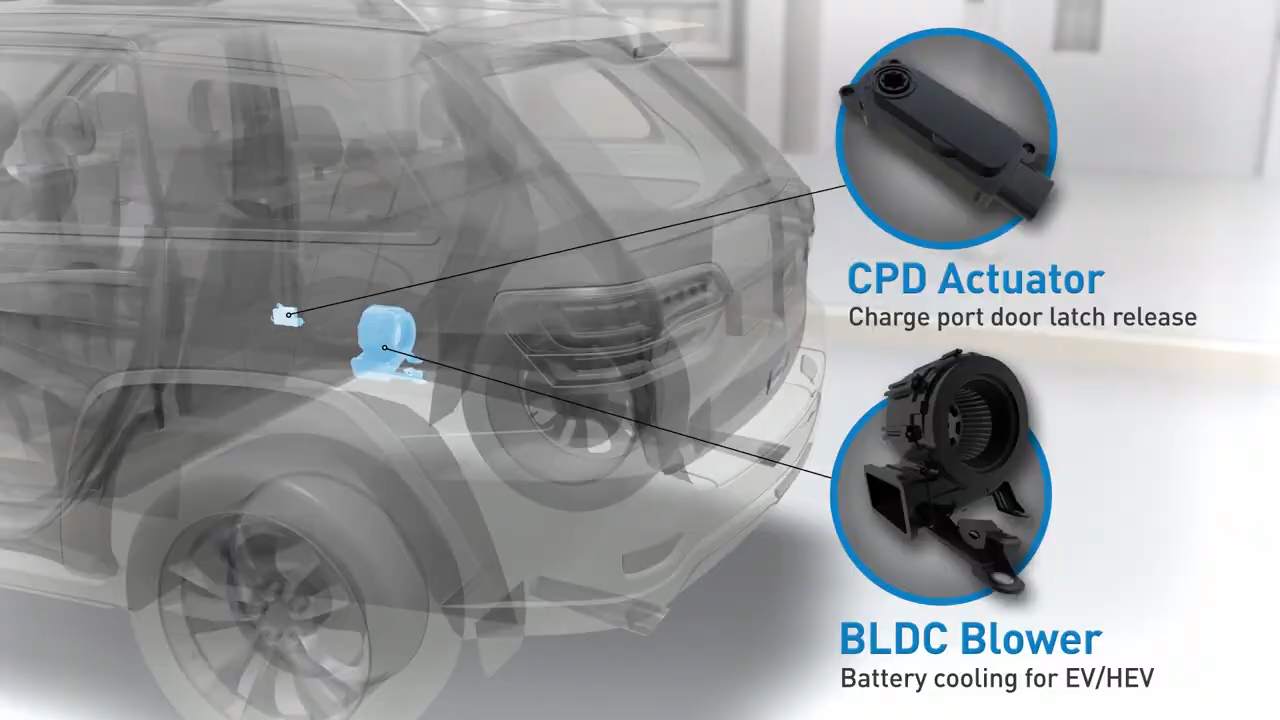 CPD Actuator
Charge port door latch release
BLDC Blower
Battery cooling for EV/HEV